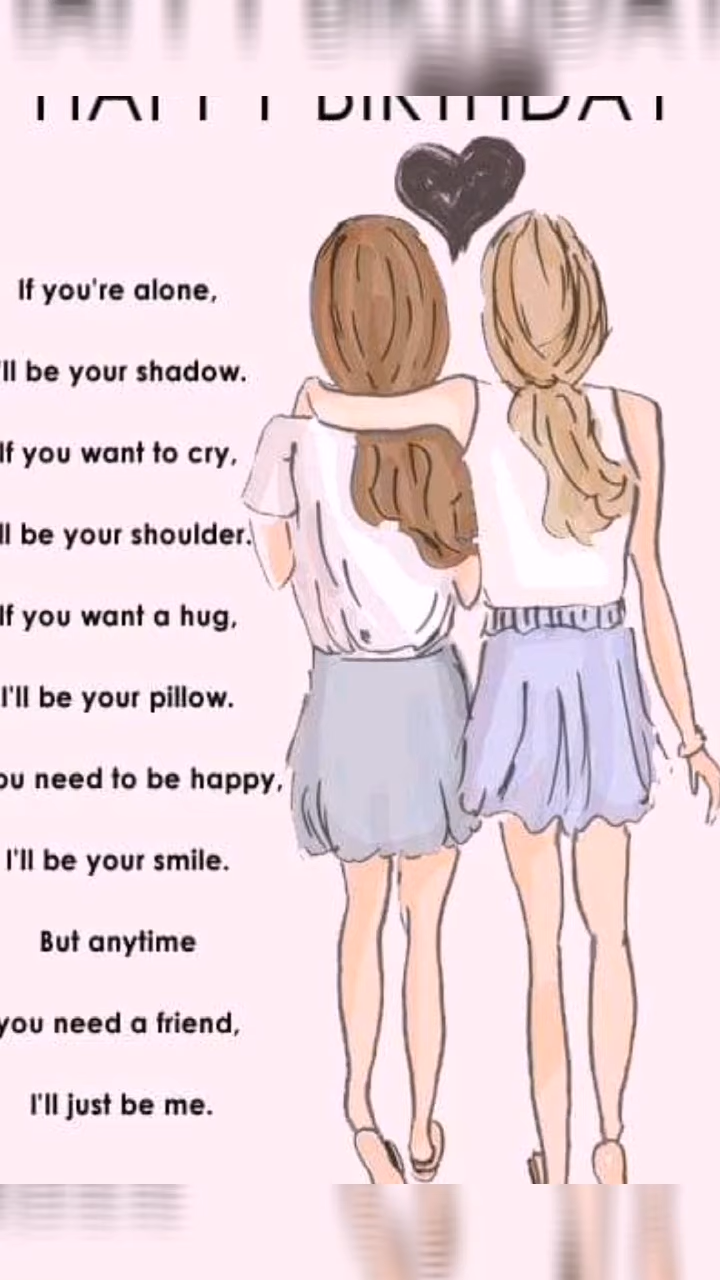 HAPPY BIRTHDAY
If you're alone,
'll be your shadow.
If you want to cry,
ll be your shoulder.
If you want a hug,
I'll be your pillow.
ou need to be happy,
I'll be your smile.
But anytime
you need a friend,
I'll just be me.